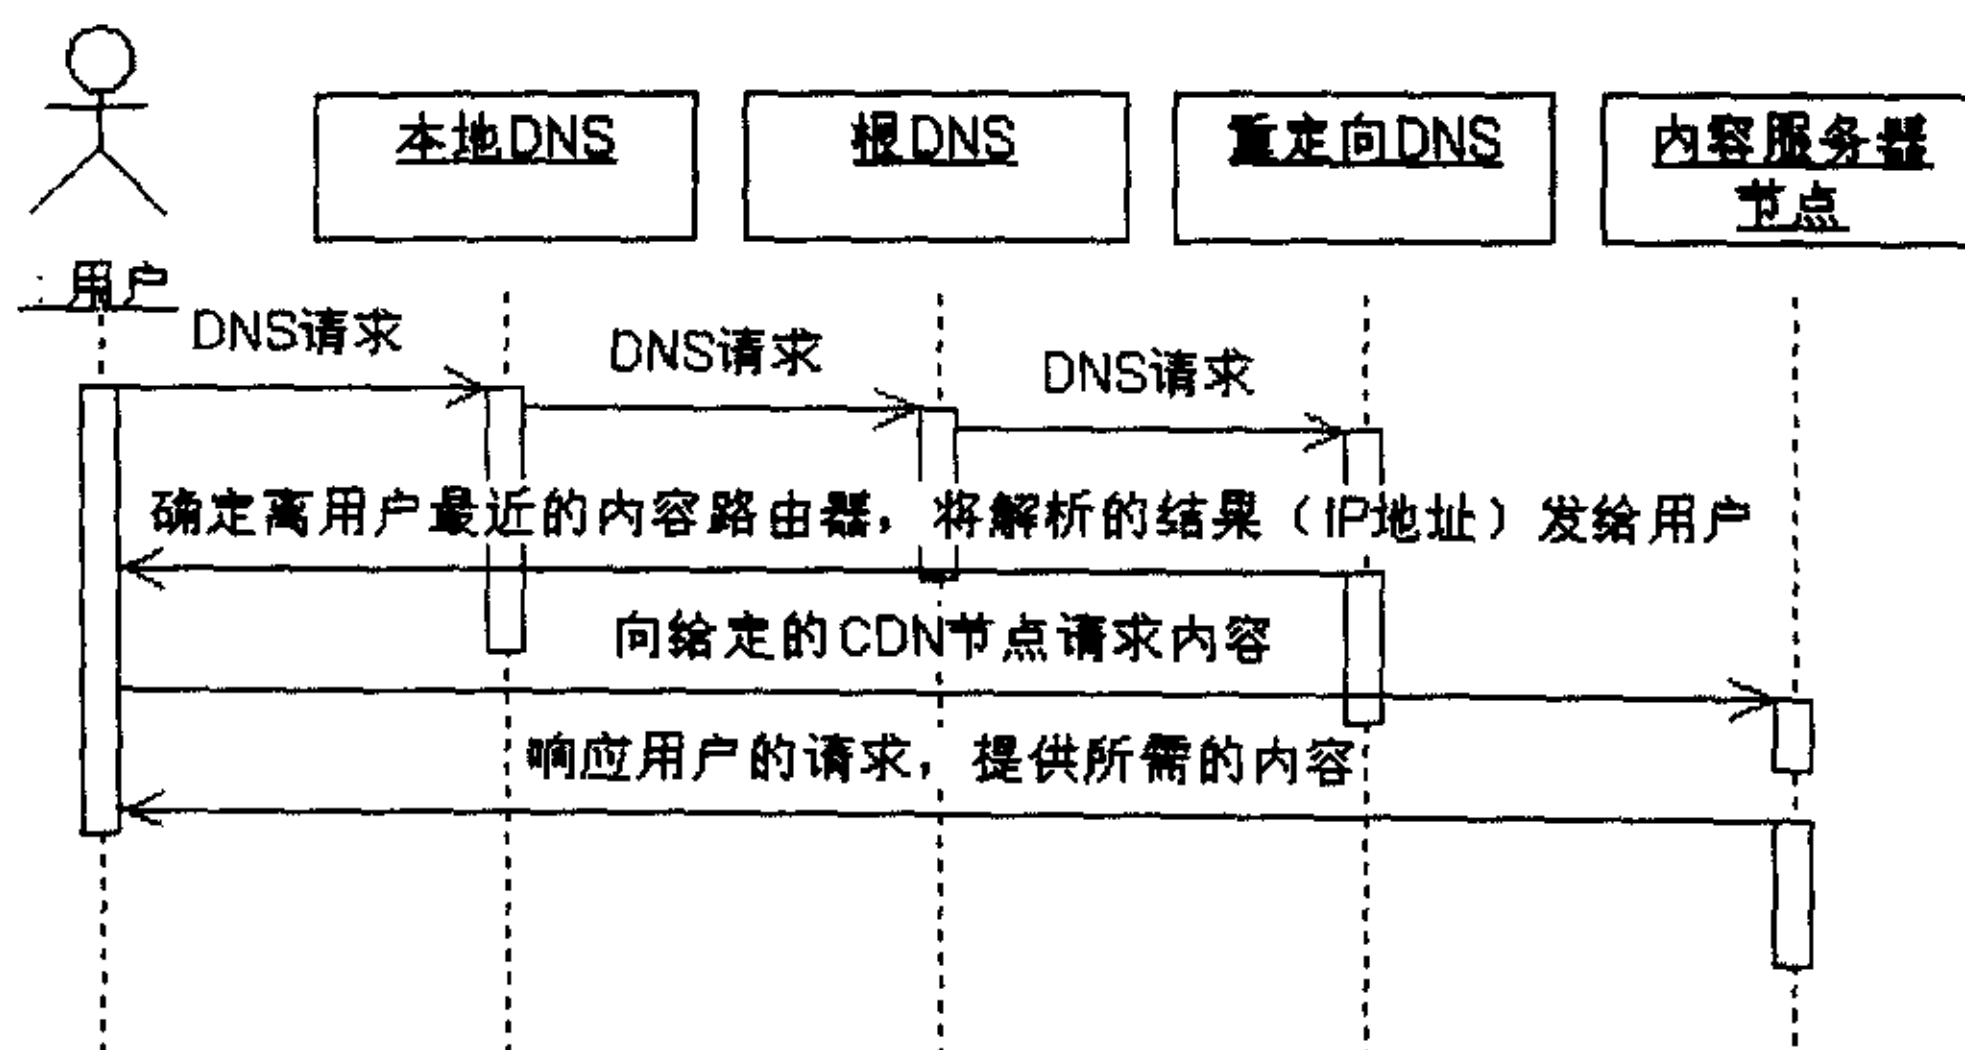 本地DNS
根DNS
重定向DNS
内容服务器
节点
:用户
DNS请求
DNS请求
DNS请求
确定离用户最近的内容路由器，将解析的结果（IP地址）发给用户
向给定的CDN节点请求内容
响应用户的请求，提供所需的内容